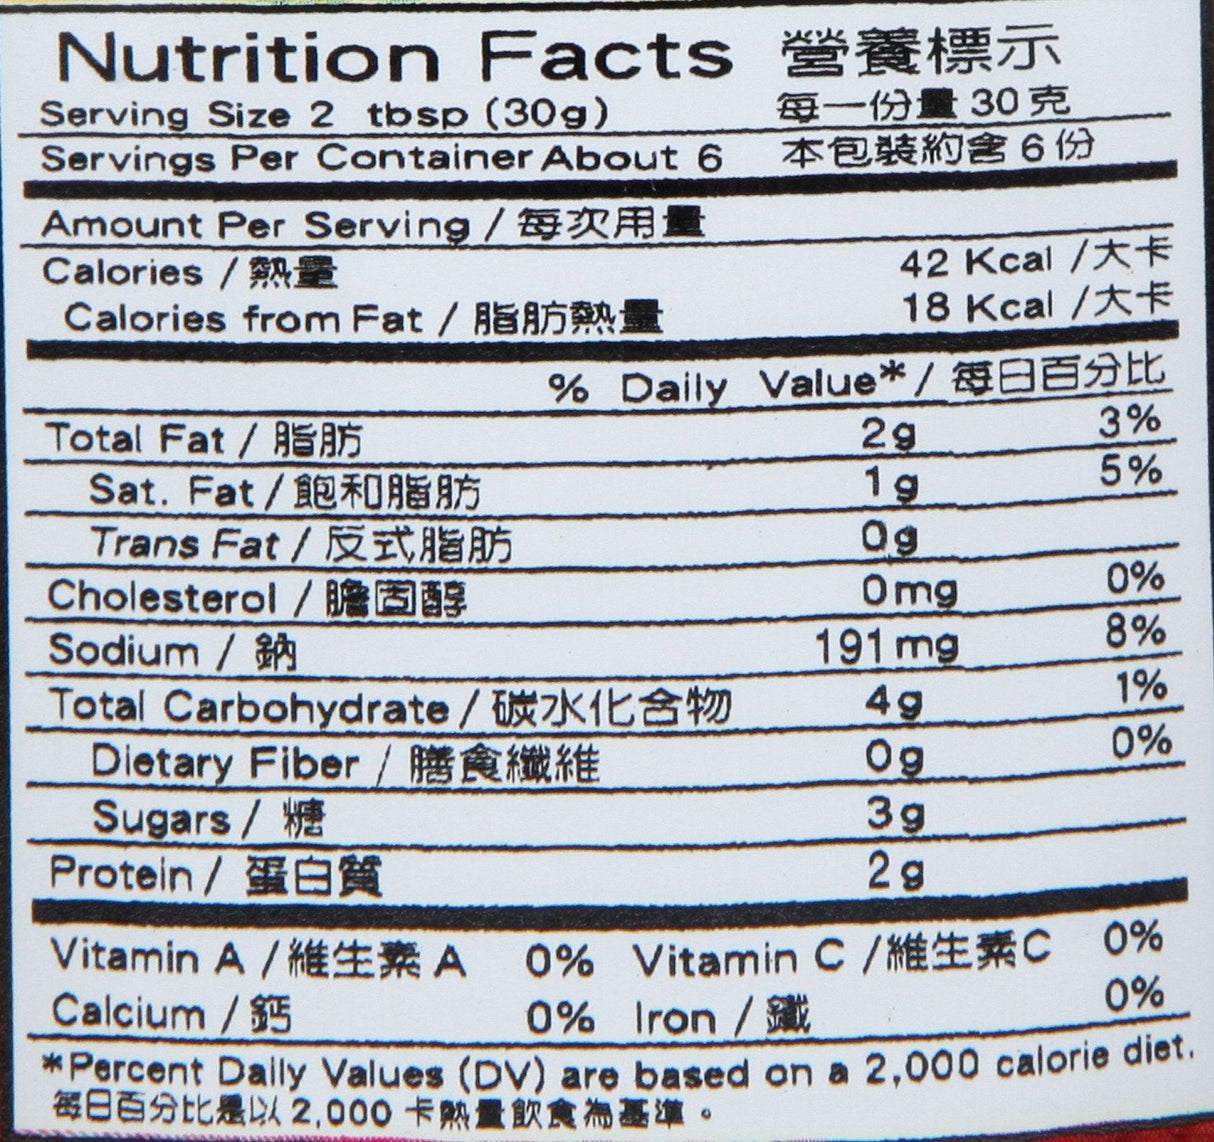 Nutrition Facts 營養標示
Serving Size 2 tbsp (30g) 每一份量 30 克
Servings Per Container About 6 本包裝約含 6 份
Amount Per Serving / 每次用量
Calories / 熱量 42 Kcal / 大卡
Calories from Fat / 脂肪熱量 18 Kcal / 大卡
% Daily Value* / 每日百分比
Total Fat / 脂肪 2g 3%
Sat. Fat / 飽和脂肪 1g 5%
Trans Fat / 反式脂肪 0g
Cholesterol / 膽固醇 0mg 0%
Sodium / 鈉 191mg 8%
Total Carbohydrate / 碳水化合物 4g 1%
Dietary Fiber / 膳食纖維 0g 0%
Sugars / 糖 3g
Protein / 蛋白質 2g
Vitamin A / 維生素 A 0% Vitamin C / 維生素C 0%
Calcium / 鈣 0% Iron / 鐵 0%
*Percent Daily Values (DV) are based on a 2,000 calorie diet.
每日百分比是以 2,000 卡熱量飲食為基準。